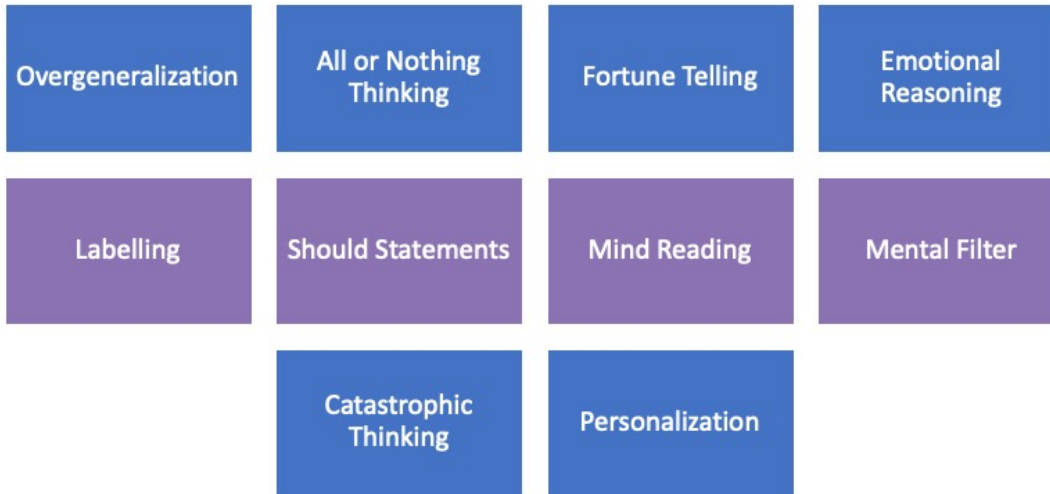 Overgeneralization
All or Nothing
Thinking
Fortune Telling
Emotional
Reasoning
Labelling
Should Statements
Mind Reading
Mental Filter
Catastrophic
Thinking
Personalization